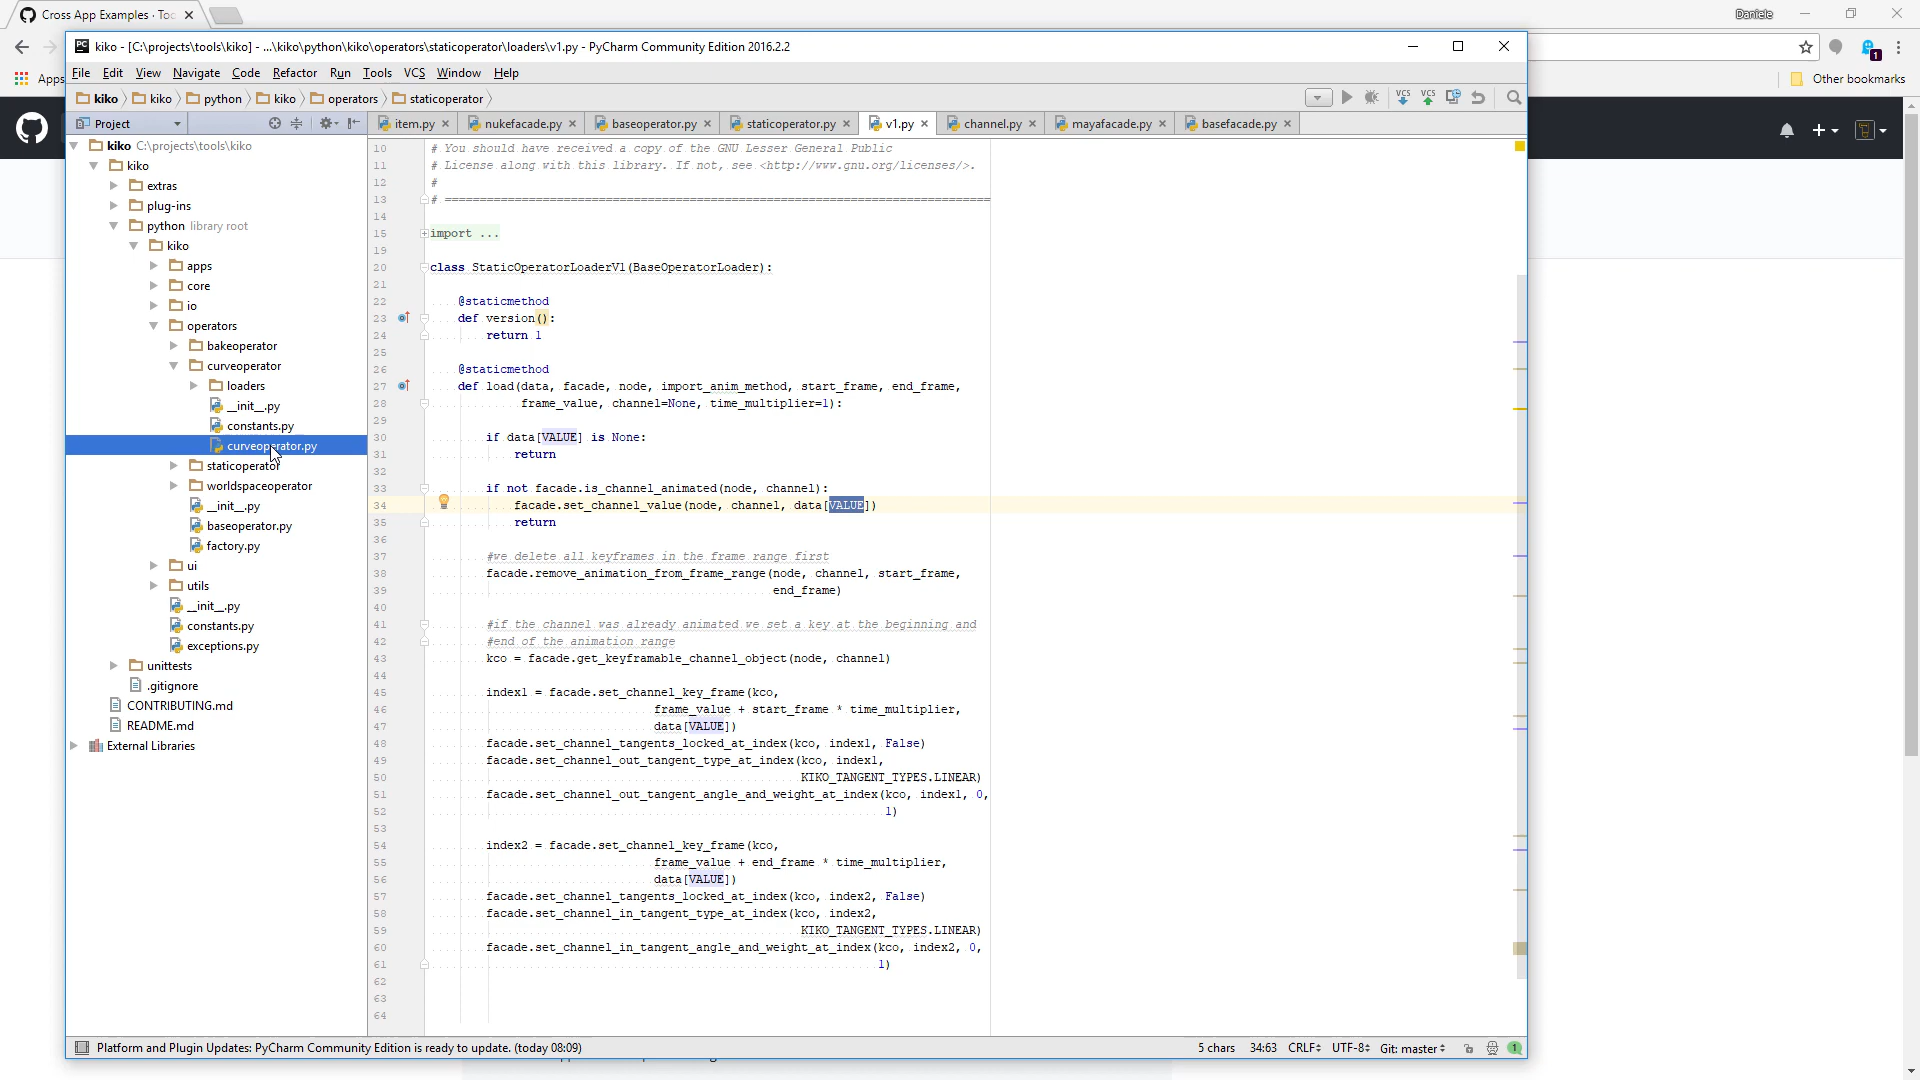 Cross App Examples · Too
Daniele
kiko - [C:\projects\tools\kiko] - ...\kiko\python\kiko\operators\staticoperator\loaders\v1.py - PyCharm Community Edition 2016.2.2
Apps
1
Other bookmarks
File Edit View Navigate Code Refactor Run Tools VCS Window Help
kiko kiko python kiko operators staticoperator
VCS VCS
Project
item.py nukefacade.py baseoperator.py staticoperator.py v1.py channel.py mayafacade.py basefacade.py
kiko C:\projects\tools\kiko
kiko
extras
plug-ins
python library root
kiko
apps
core
io
operators
bakeoperator
curveoperator
loaders
__init__.py
constants.py
curveoperator.py
staticoperator
worldspaceoperator
__init__.py
baseoperator.py
factory.py
ui
utils
__init__.py
constants.py
exceptions.py
unittests
.gitignore
CONTRIBUTING.md
README.md
External Libraries
10 # You should have received a copy of the GNU Lesser General Public
11 # License along with this library. If not, see <http://www.gnu.org/licenses/>.
12 #
13 # ==============================================================================
14
15 import ...
19
20 class StaticOperatorLoaderV1(BaseOperatorLoader):
21
22 @staticmethod
23 def version():
24 return 1
25
26 @staticmethod
27 def load(data, facade, node, import_anim_method, start_frame, end_frame,
28 frame_value, channel=None, time_multiplier=1):
29
30 if data[VALUE] is None:
31 return
32
33 if not facade.is_channel_animated(node, channel):
34 facade.set_channel_value(node, channel, data[VALUE])
35 return
36
37 #we delete all keyframes in the frame range first
38 facade.remove_animation_from_frame_range(node, channel, start_frame,
39 end_frame)
40
41 #if the channel was already animated we set a key at the beginning and
42 #end of the animation range
43 kco = facade.get_keyframable_channel_object(node, channel)
44
45 index1 = facade.set_channel_key_frame(kco,
46 frame_value + start_frame * time_multiplier,
47 data[VALUE])
48 facade.set_channel_tangents_locked_at_index(kco, index1, False)
49 facade.set_channel_out_tangent_type_at_index(kco, index1,
50 KIKO_TANGENT_TYPES.LINEAR)
51 facade.set_channel_out_tangent_angle_and_weight_at_index(kco, index1, 0,
52 1)
53
54 index2 = facade.set_channel_key_frame(kco,
55 frame_value + end_frame * time_multiplier,
56 data[VALUE])
57 facade.set_channel_tangents_locked_at_index(kco, index2, False)
58 facade.set_channel_in_tangent_type_at_index(kco, index2,
59 KIKO_TANGENT_TYPES.LINEAR)
60 facade.set_channel_in_tangent_angle_and_weight_at_index(kco, index2, 0,
61 1)
62
63
64
Platform and Plugin Updates: PyCharm Community Edition is ready to update. (today 08:09)
5 chars 34:63 CRLF UTF-8 Git: master 1